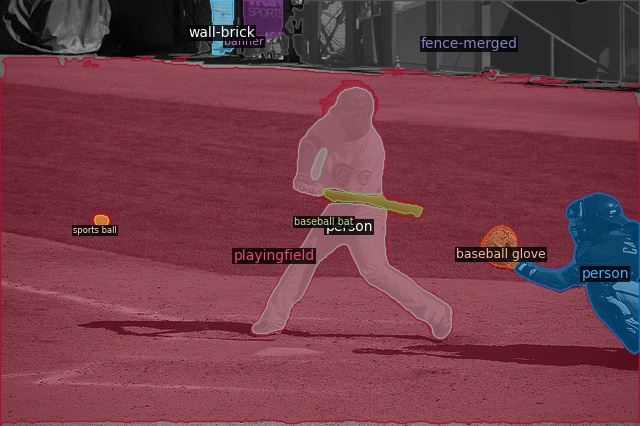 wall-brick
banner
SPORTS
fence-merged
sports ball
baseball bat
person
playingfield
baseball glove
person